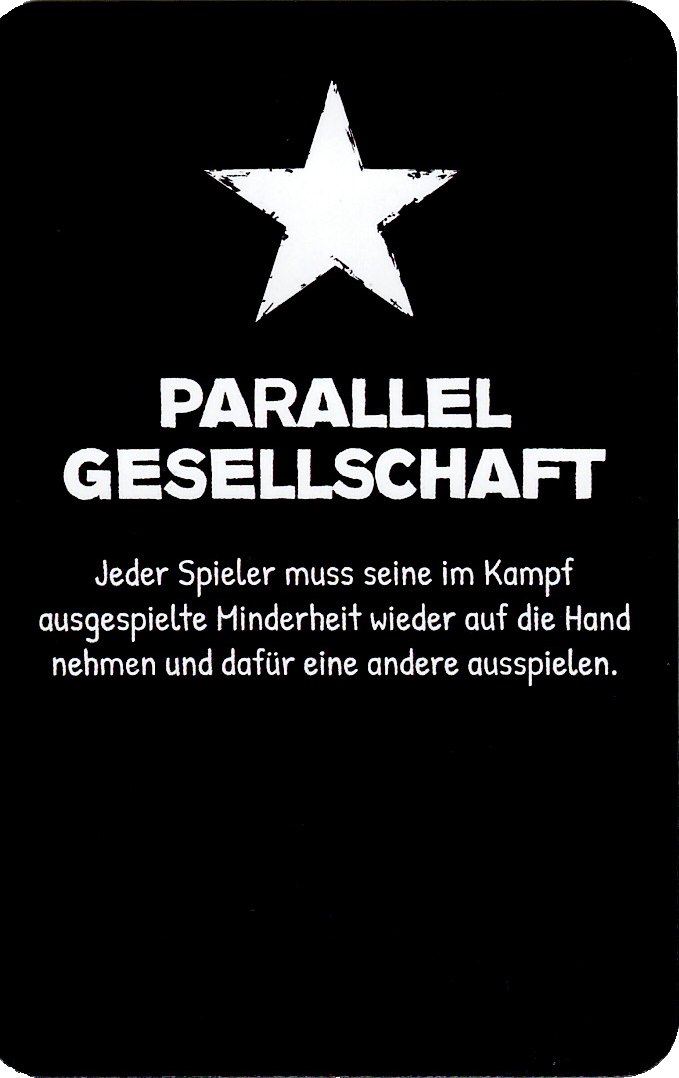 PARALLEL
GESELLSCHAFT
Jeder Spieler muss seine im Kampf
ausgespielte Minderheit wieder auf die Hand
nehmen und dafür eine andere ausspielen.